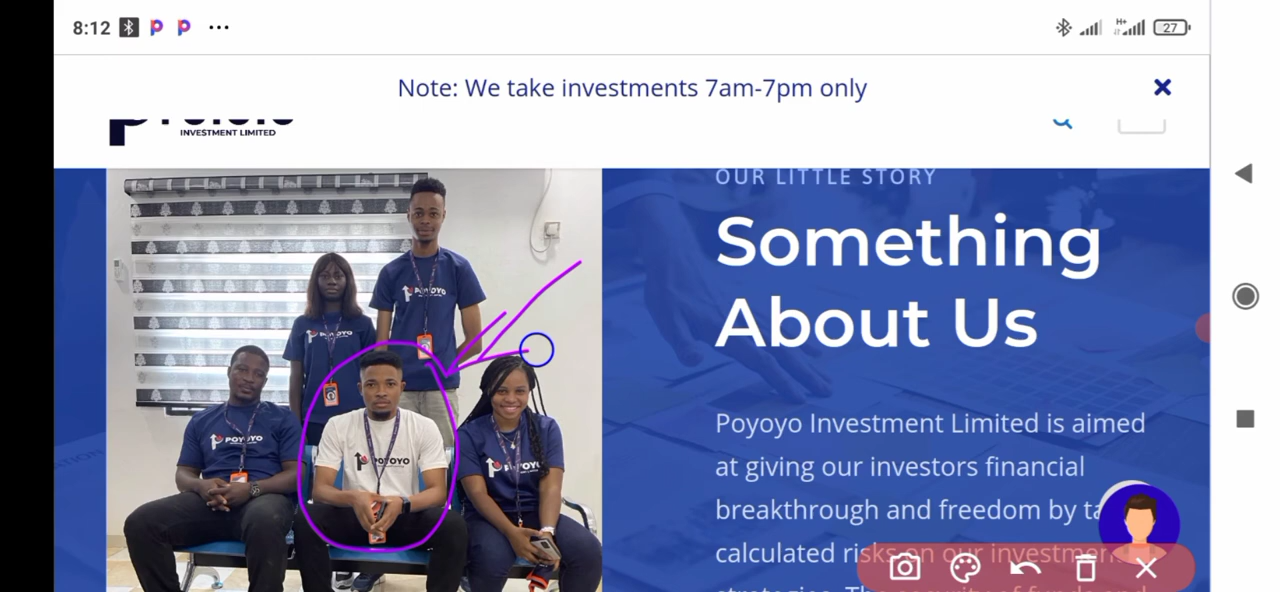 8:12
H+
27
Note: We take investments 7am-7pm only
INVESTMENT LIMITED
OUR LITTLE STORY
Something
About Us
POYOYO
POYOYO
POYOYO
POYOYO
POYOYO
Poyoyo Investment Limited is aimed
at giving our investors financial
breakthrough and freedom by
calculated risks on our investment